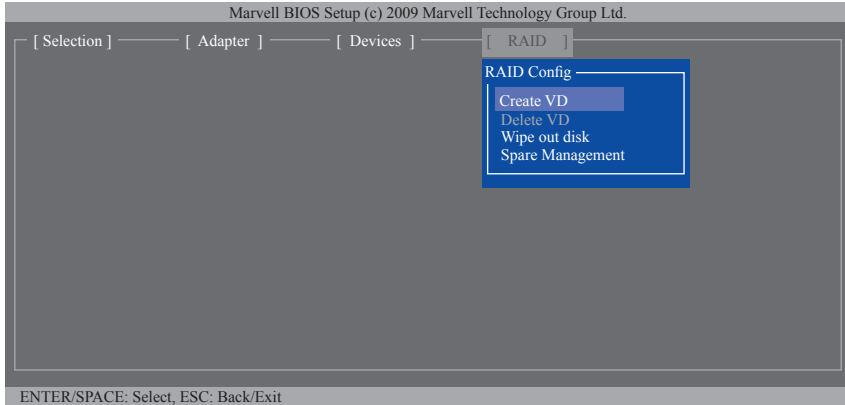 Marvell BIOS Setup (c) 2009 Marvell Technology Group Ltd.
[ Selection ] [ Adapter ] [ Devices ] [ RAID ]
RAID Config
Create VD
Delete VD
Wipe out disk
Spare Management
ENTER/SPACE: Select, ESC: Back/Exit